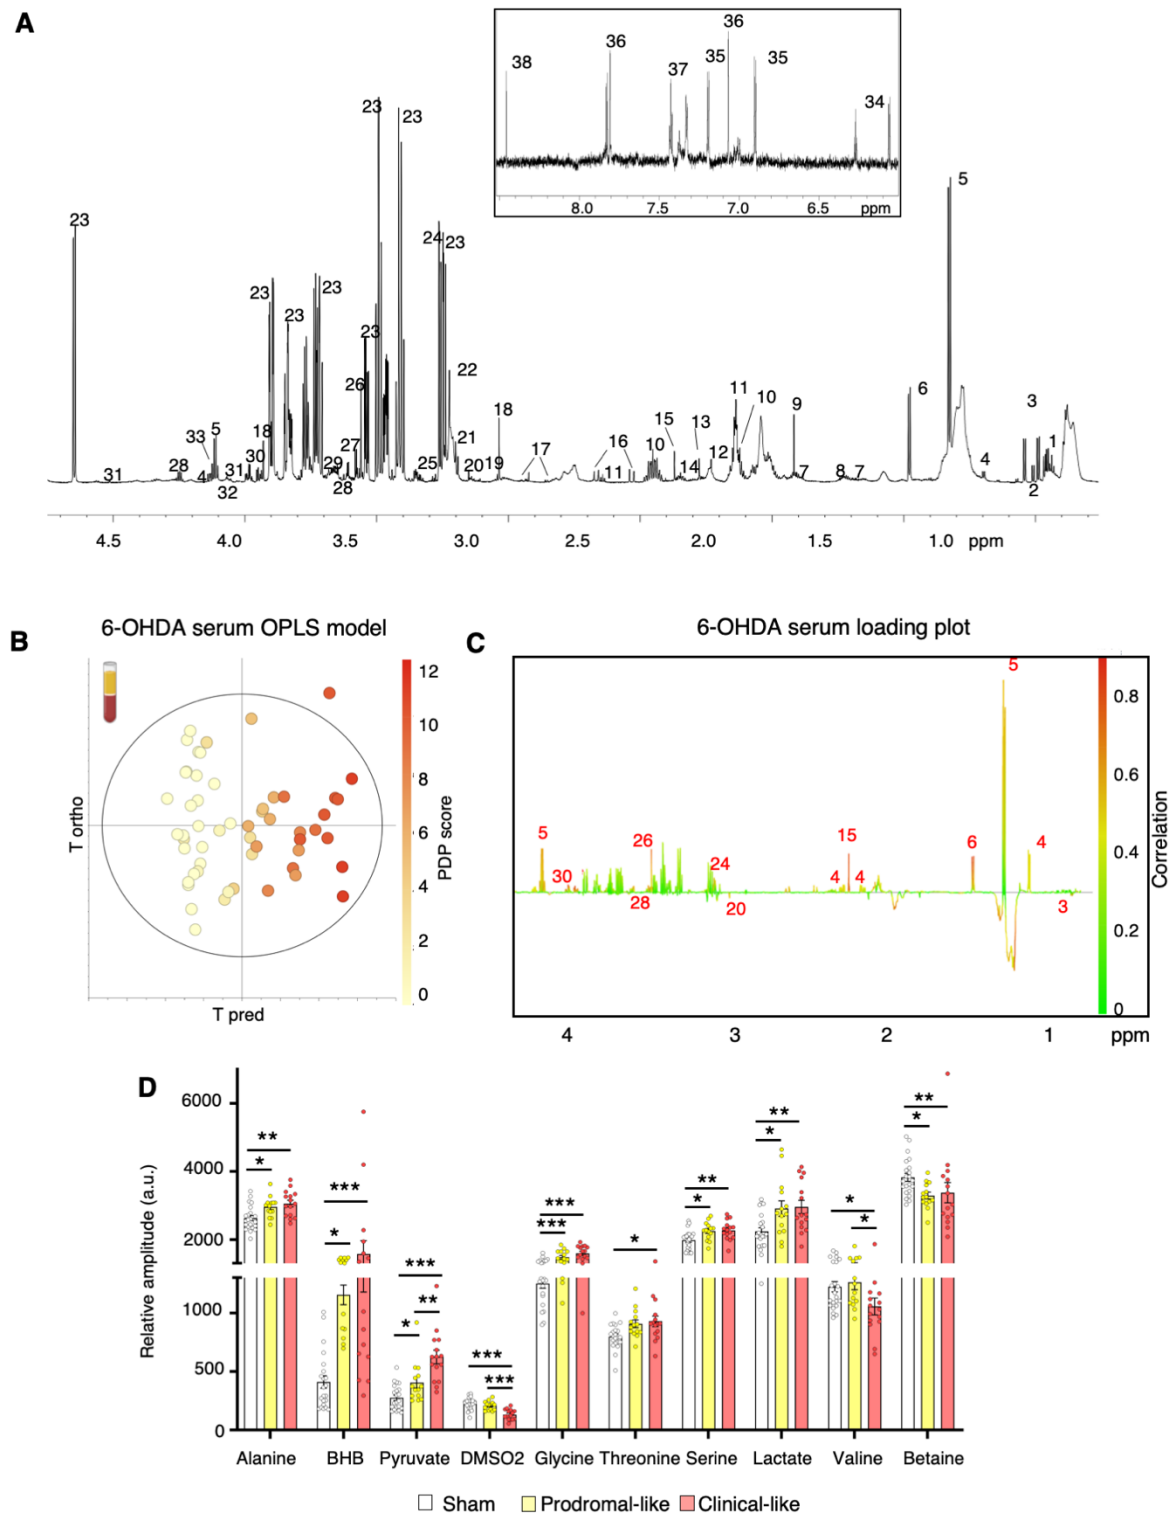 A
36
36
38
37
35
35
34
8.0 7.5 7.0 6.5 ppm
23
23
23
5
24 23
23
23
23
23
22
26
6
3
11
10
9
18
33 5 18
15 13
27
21
17
16
10
12
1
31 28 4 31 30 29 25 20 19 11 14 7 8 7 4
32 28 2
4.5 4.0 3.5 3.0 2.5 2.0 1.5 1.0 ppm
B
6-OHDA serum OPLS model
T ortho
T pred
12
10
8
6
4
2
0
PDP score
C
6-OHDA serum loading plot
5
5 26 15 6 4
30 24 4 4
28 20 3
4 3 2 1 ppm
0.8
0.6
0.4
0.2
0
Correlation
D
Relative amplitude (a.u.)
6000
4000
2000
1000
500
0
** * *** * *** ** * *** *** *** *** * ** * ** * * * ** *
Alanine BHB Pyruvate DMSO2 Glycine Threonine Serine Lactate Valine Betaine
Sham Prodromal-like Clinical-like